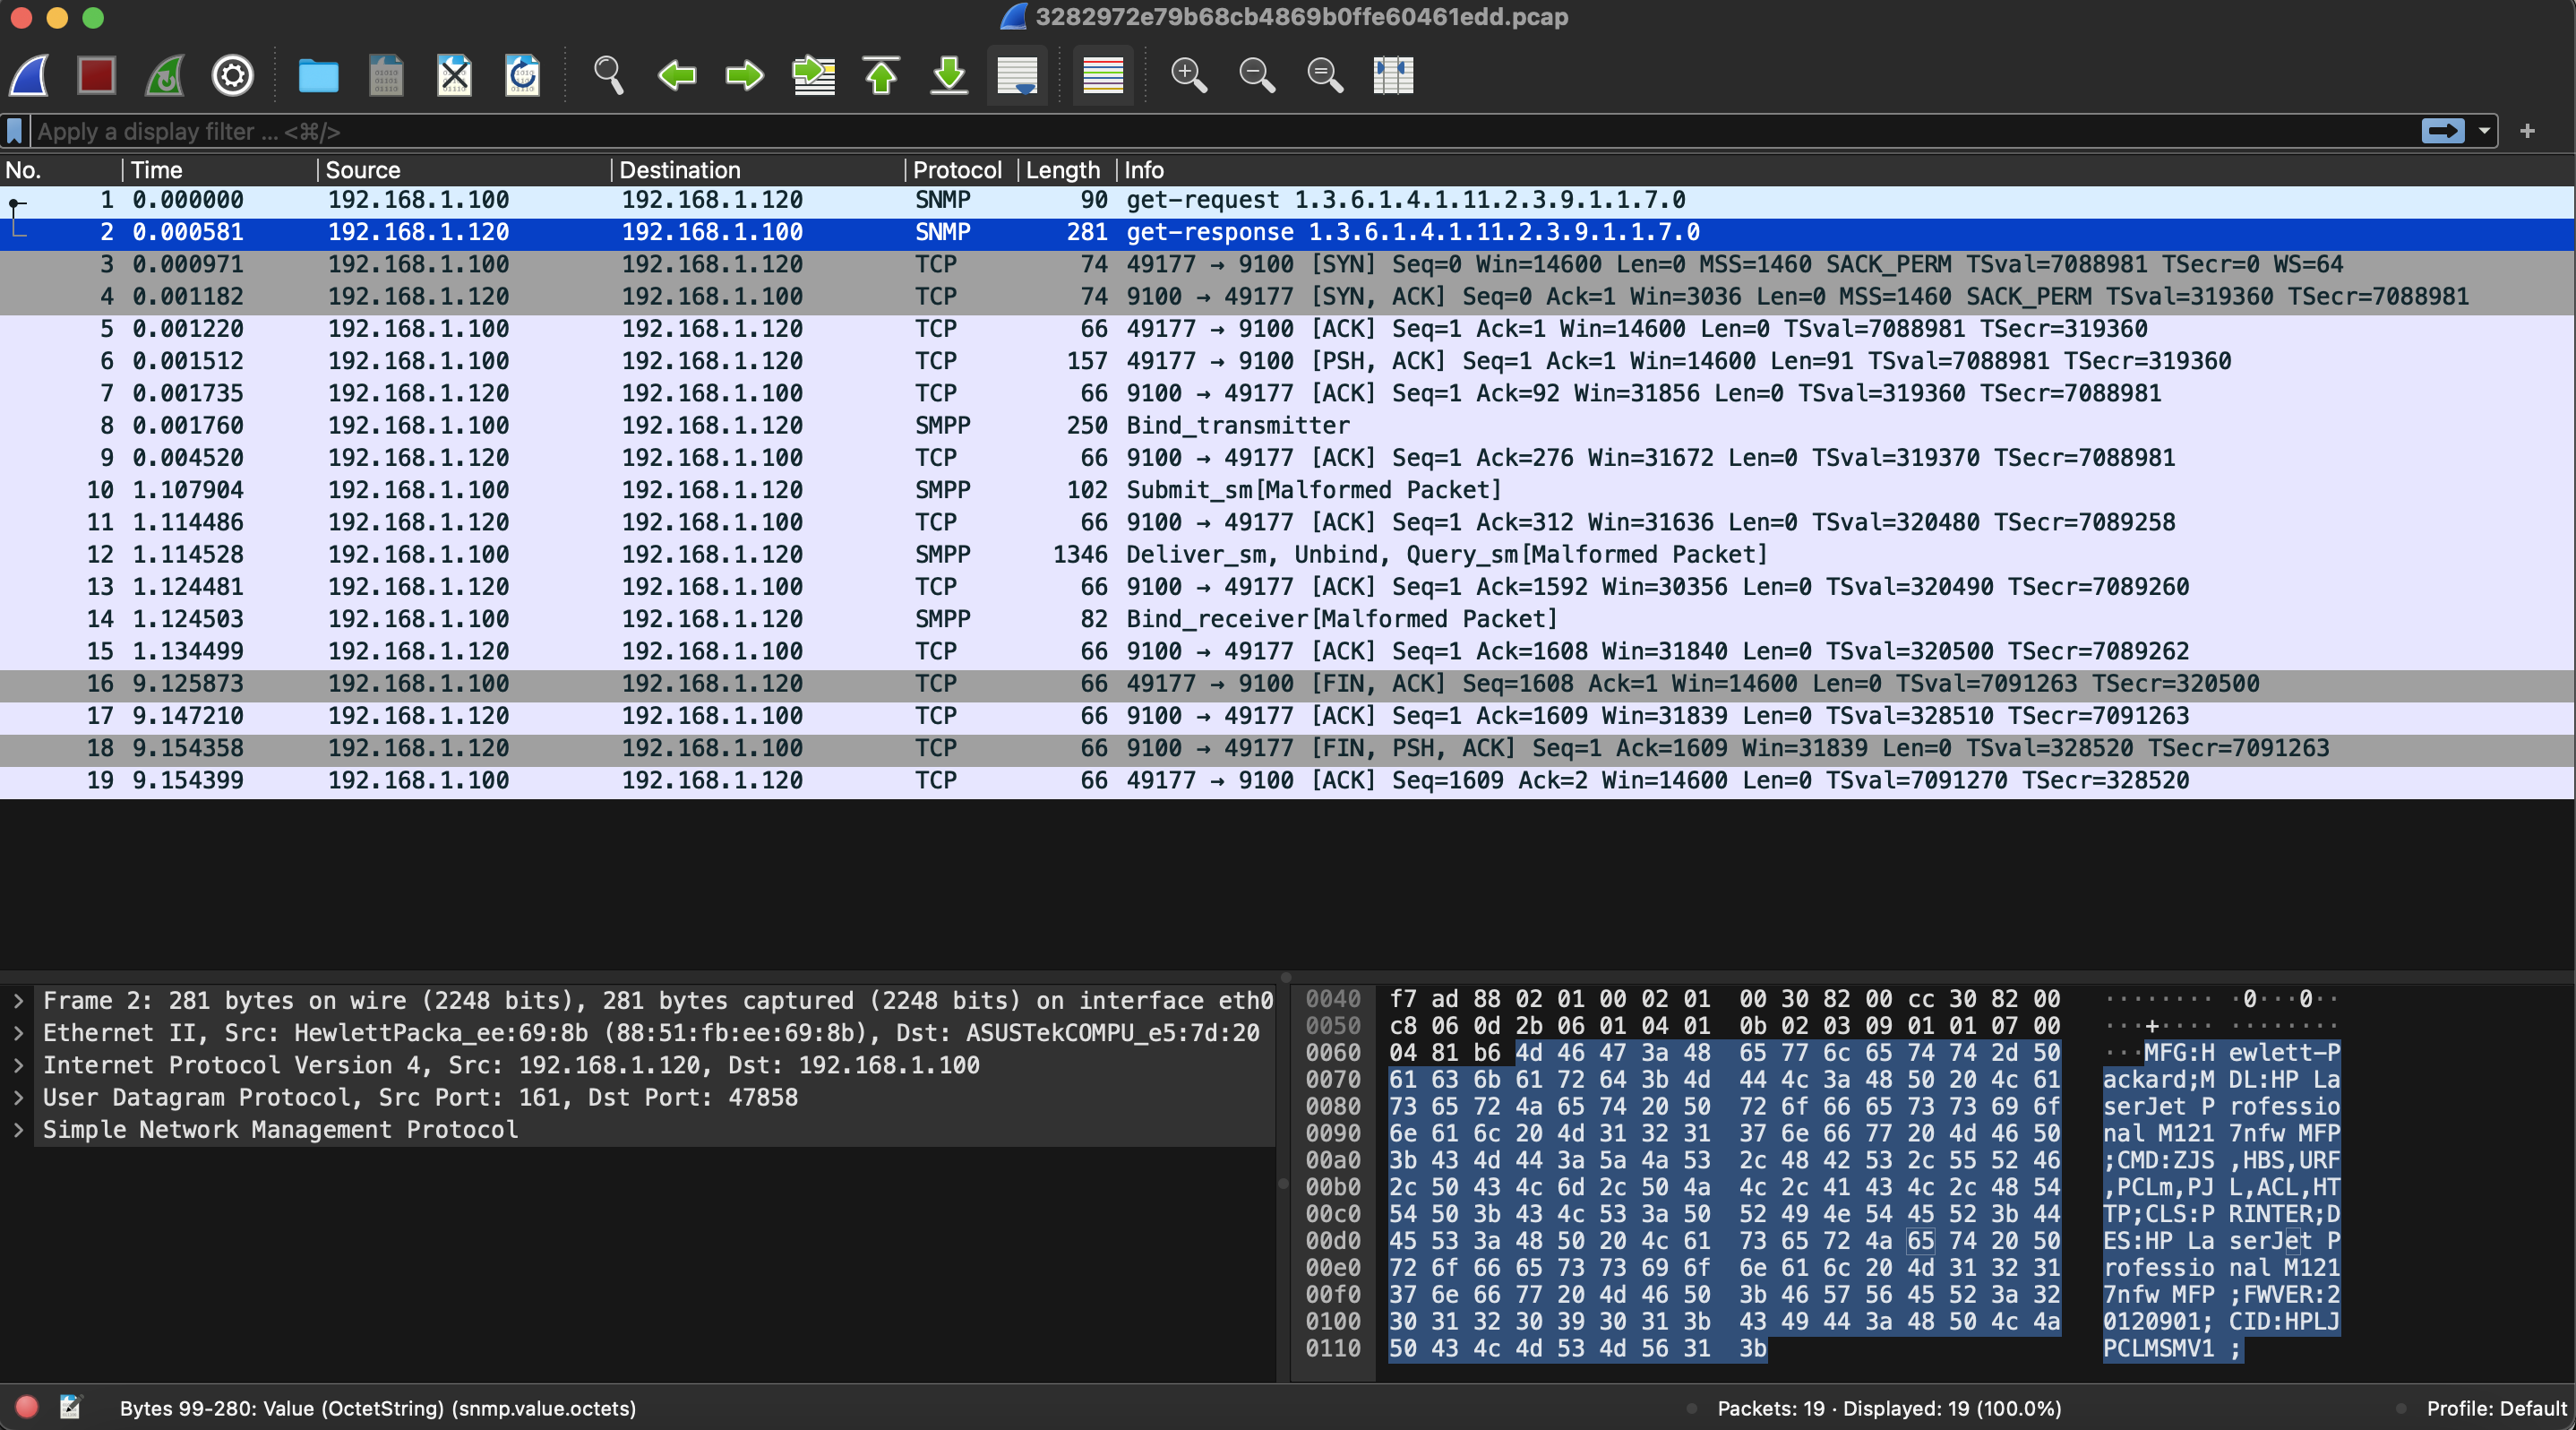 3282972e79b68cb4869b0ffe60461edd.pcap
Apply a display filter ... <⌘/>
No. Time Source Destination Protocol Length Info
1 0.000000 192.168.1.100 192.168.1.120 SNMP 90 get-request 1.3.6.1.4.1.11.2.3.9.1.1.7.0
2 0.000581 192.168.1.120 192.168.1.100 SNMP 281 get-response 1.3.6.1.4.1.11.2.3.9.1.1.7.0
3 0.000971 192.168.1.100 192.168.1.120 TCP 74 49177 → 9100 [SYN] Seq=0 Win=14600 Len=0 MSS=1460 SACK_PERM TSval=7088981 TSecr=0 WS=64
4 0.001182 192.168.1.120 192.168.1.100 TCP 74 9100 → 49177 [SYN, ACK] Seq=0 Ack=1 Win=3036 Len=0 MSS=1460 SACK_PERM TSval=319360 TSecr=7088981
5 0.001220 192.168.1.100 192.168.1.120 TCP 66 49177 → 9100 [ACK] Seq=1 Ack=1 Win=14600 Len=0 TSval=7088981 TSecr=319360
6 0.001512 192.168.1.100 192.168.1.120 TCP 157 49177 → 9100 [PSH, ACK] Seq=1 Ack=1 Win=14600 Len=91 TSval=7088981 TSecr=319360
7 0.001735 192.168.1.120 192.168.1.100 TCP 66 9100 → 49177 [ACK] Seq=1 Ack=92 Win=31856 Len=0 TSval=319360 TSecr=7088981
8 0.001760 192.168.1.100 192.168.1.120 SMPP 250 Bind_transmitter
9 0.004520 192.168.1.120 192.168.1.100 TCP 66 9100 → 49177 [ACK] Seq=1 Ack=276 Win=31672 Len=0 TSval=319370 TSecr=7088981
10 1.107904 192.168.1.100 192.168.1.120 SMPP 102 Submit_sm[Malformed Packet]
11 1.114486 192.168.1.120 192.168.1.100 TCP 66 9100 → 49177 [ACK] Seq=1 Ack=312 Win=31636 Len=0 TSval=320480 TSecr=7089258
12 1.114528 192.168.1.100 192.168.1.120 SMPP 1346 Deliver_sm, Unbind, Query_sm[Malformed Packet]
13 1.124481 192.168.1.120 192.168.1.100 TCP 66 9100 → 49177 [ACK] Seq=1 Ack=1592 Win=30356 Len=0 TSval=320490 TSecr=7089260
14 1.124503 192.168.1.100 192.168.1.120 SMPP 82 Bind_receiver[Malformed Packet]
15 1.134499 192.168.1.120 192.168.1.100 TCP 66 9100 → 49177 [ACK] Seq=1 Ack=1608 Win=31840 Len=0 TSval=320500 TSecr=7089262
16 9.125873 192.168.1.100 192.168.1.120 TCP 66 49177 → 9100 [FIN, ACK] Seq=1608 Ack=1 Win=14600 Len=0 TSval=7091263 TSecr=320500
17 9.147210 192.168.1.120 192.168.1.100 TCP 66 9100 → 49177 [ACK] Seq=1 Ack=1609 Win=31839 Len=0 TSval=328510 TSecr=7091263
18 9.154358 192.168.1.120 192.168.1.100 TCP 66 9100 → 49177 [FIN, PSH, ACK] Seq=1 Ack=1609 Win=31839 Len=0 TSval=328520 TSecr=7091263
19 9.154399 192.168.1.100 192.168.1.120 TCP 66 49177 → 9100 [ACK] Seq=1609 Ack=2 Win=14600 Len=0 TSval=7091270 TSecr=328520
Frame 2: 281 bytes on wire (2248 bits), 281 bytes captured (2248 bits) on interface eth0
Ethernet II, Src: HewlettPacka_ee:69:8b (88:51:fb:ee:69:8b), Dst: ASUSTekCOMPU_e5:7d:20
Internet Protocol Version 4, Src: 192.168.1.120, Dst: 192.168.1.100
User Datagram Protocol, Src Port: 161, Dst Port: 47858
Simple Network Management Protocol
0040 f7 ad 88 02 01 00 02 01 00 30 82 00 cc 30 82 00 ········ ·0···0··
0050 c8 06 0d 2b 06 01 04 01 0b 02 03 09 01 01 07 00 ···+···· ········
0060 04 81 b6 4d 46 47 3a 48 65 77 6c 65 74 74 2d 50 ···MFG:H ewlett-P
0070 61 63 6b 61 72 64 3b 4d 44 4c 3a 48 50 20 4c 61 ackard;M DL:HP La
0080 73 65 72 4a 65 74 20 50 72 6f 66 65 73 73 69 6f serJet P rofessio
0090 6e 61 6c 20 4d 31 32 31 37 6e 66 77 20 4d 46 50 nal M121 7nfw MFP
00a0 3b 43 4d 44 3a 5a 4a 53 2c 48 42 53 2c 55 52 46 ;CMD:ZJS ,HBS,URF
00b0 2c 50 43 4c 6d 2c 50 4a 4c 2c 41 43 4c 2c 48 54 ,PCLm,PJ L,ACL,HT
00c0 54 50 3b 43 4c 53 3a 50 52 49 4e 54 45 52 3b 44 TP;CLS:P RINTER;D
00d0 45 53 3a 48 50 20 4c 61 73 65 72 4a 65 74 20 50 ES:HP La serJet P
00e0 72 6f 66 65 73 73 69 6f 6e 61 6c 20 4d 31 32 31 rofessio nal M121
00f0 37 6e 66 77 20 4d 46 50 3b 46 57 56 45 52 3a 32 7nfw MFP ;FWVER:2
0100 30 31 32 30 39 30 31 3b 43 49 44 3a 48 50 4c 4a 0120901; CID:HPLJ
0110 50 43 4c 4d 53 4d 56 31 3b PCLMSMV1 ;
Bytes 99-280: Value (OctetString) (snmp.value.octets) Packets: 19 · Displayed: 19 (100.0%) Profile: Default